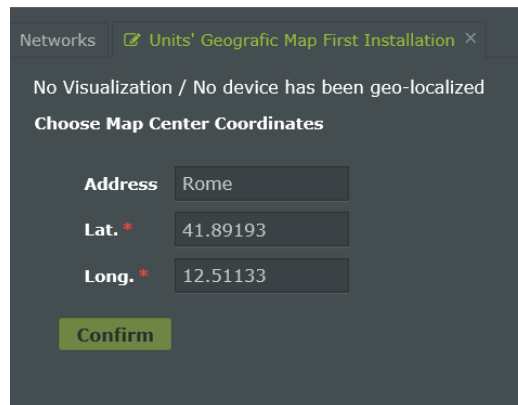 Networks Units' Geografic Map First Installation ×
No Visualization / No device has been geo-localized
Choose Map Center Coordinates
Address Rome
Lat. * 41.89193
Long. * 12.51133
Confirm